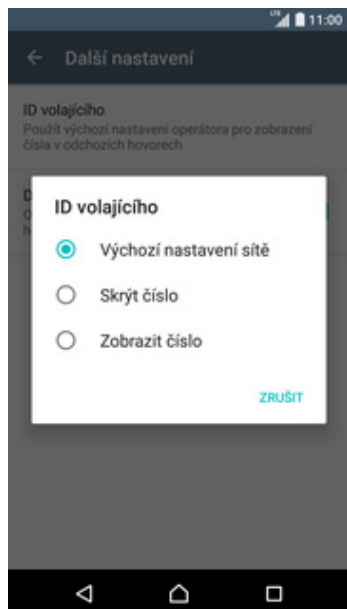 LTE 11:00
Další nastavení
ID volajícího
Použít výchozí nastavení operátora pro zobrazení
čísla v odchozích hovorech
D
O
h
ID volajícího
Výchozí nastavení sítě
Skrýt číslo
Zobrazit číslo
ZRUŠIT